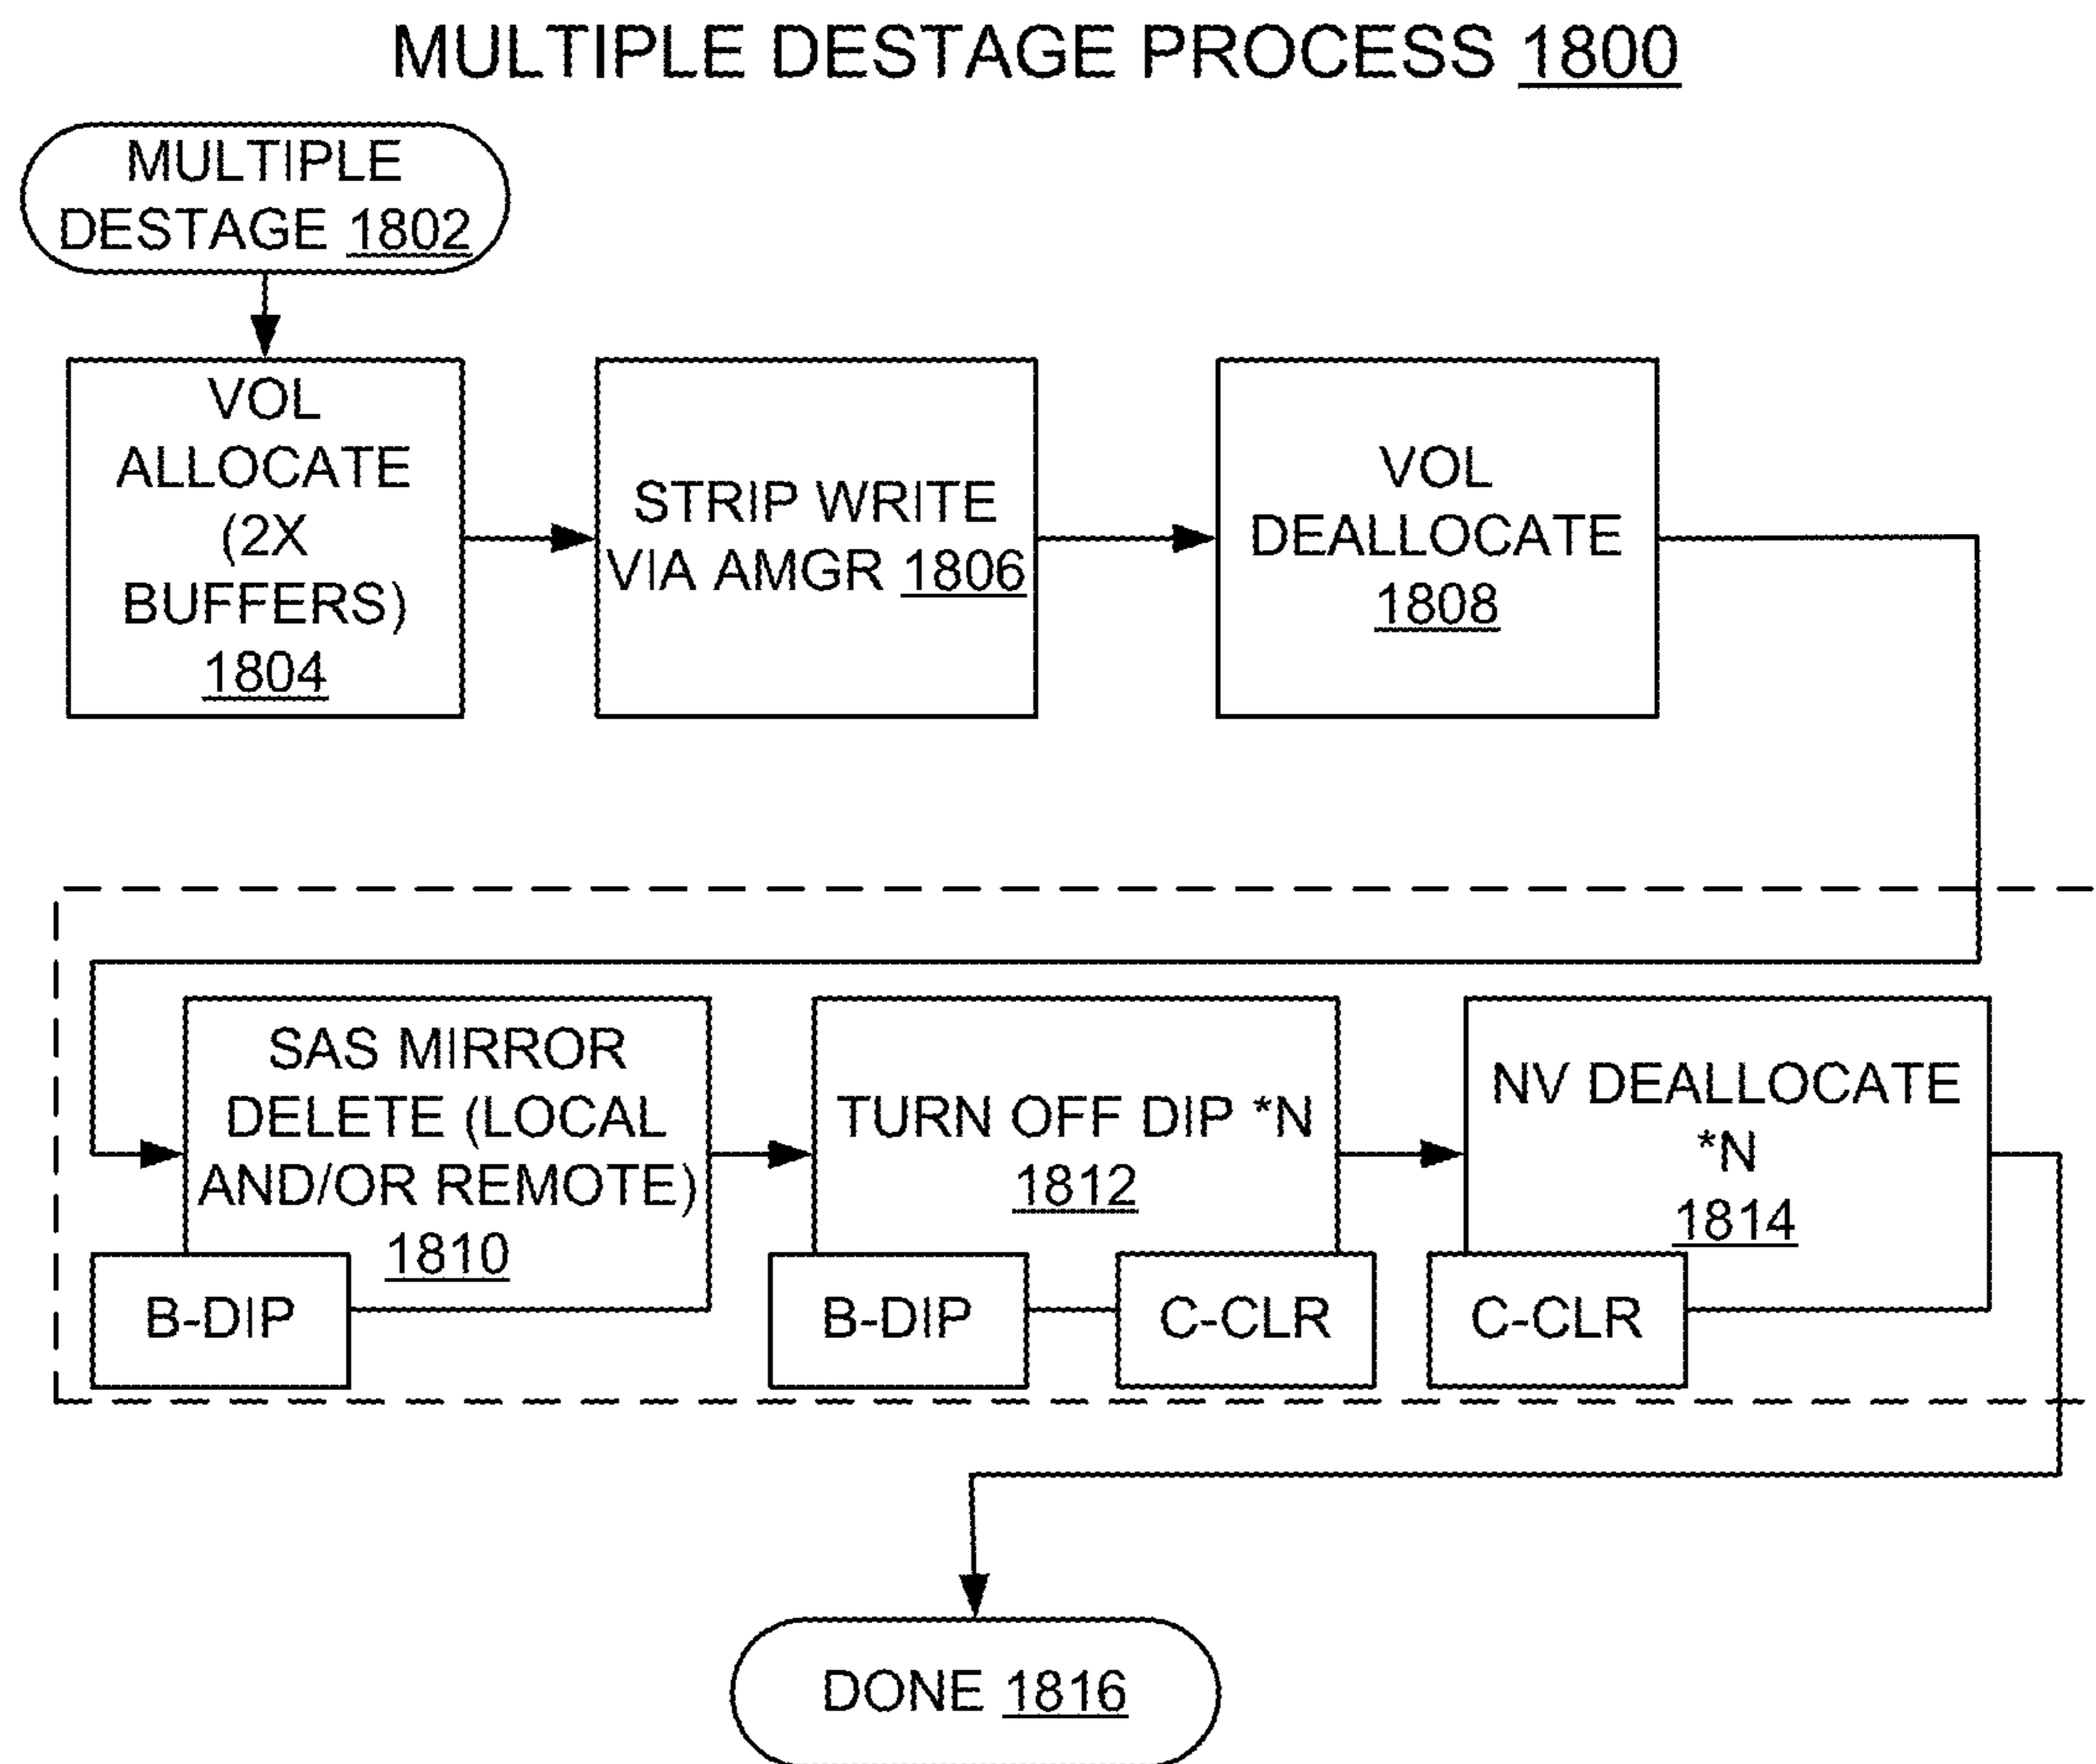 MULTIPLE DESTAGE PROCESS 1800
MULTIPLE
DESTAGE 1802
VOL
ALLOCATE
(2X
BUFFERS)
1804
STRIP WRITE
VIA AMGR 1806
VOL
DEALLOCATE
1808
SAS MIRROR
DELETE (LOCAL
AND/OR REMOTE)
1810
B-DIP
TURN OFF DIP *N
1812
B-DIP
C-CLR
NV DEALLOCATE
*N
1814
C-CLR
DONE 1816